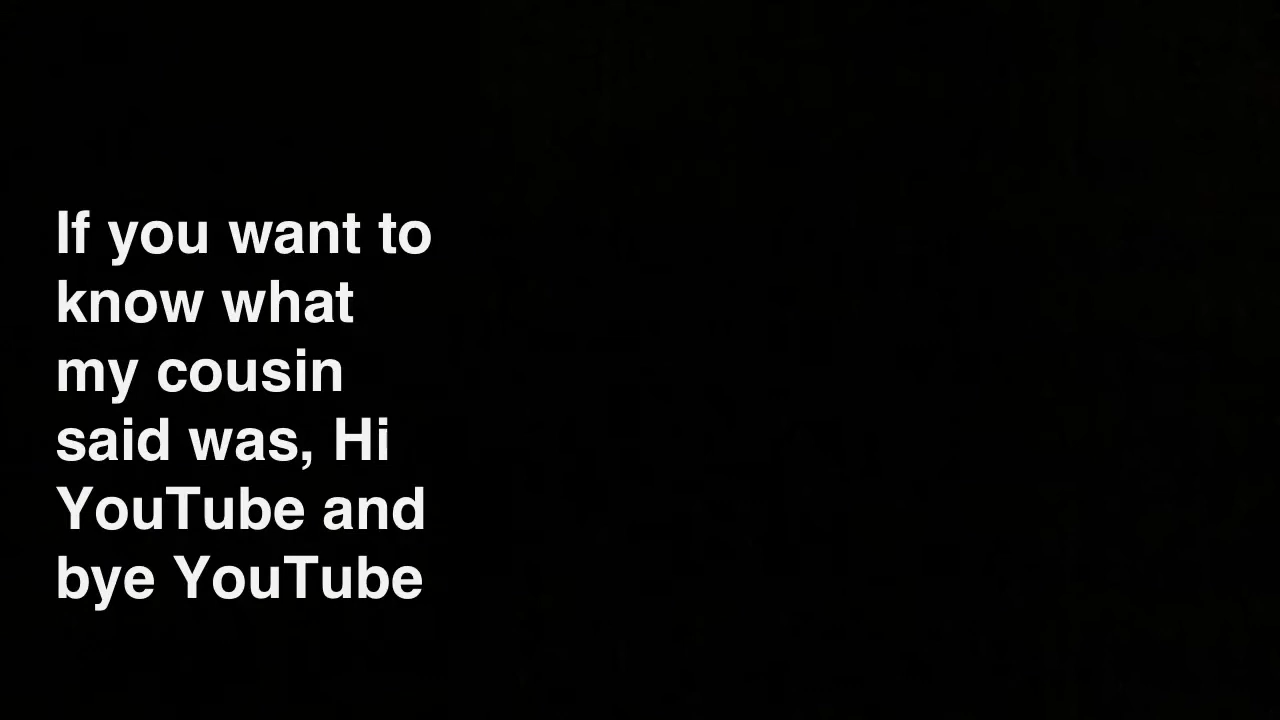 If you want to
know what
my cousin
said was, Hi
YouTube and
bye YouTube